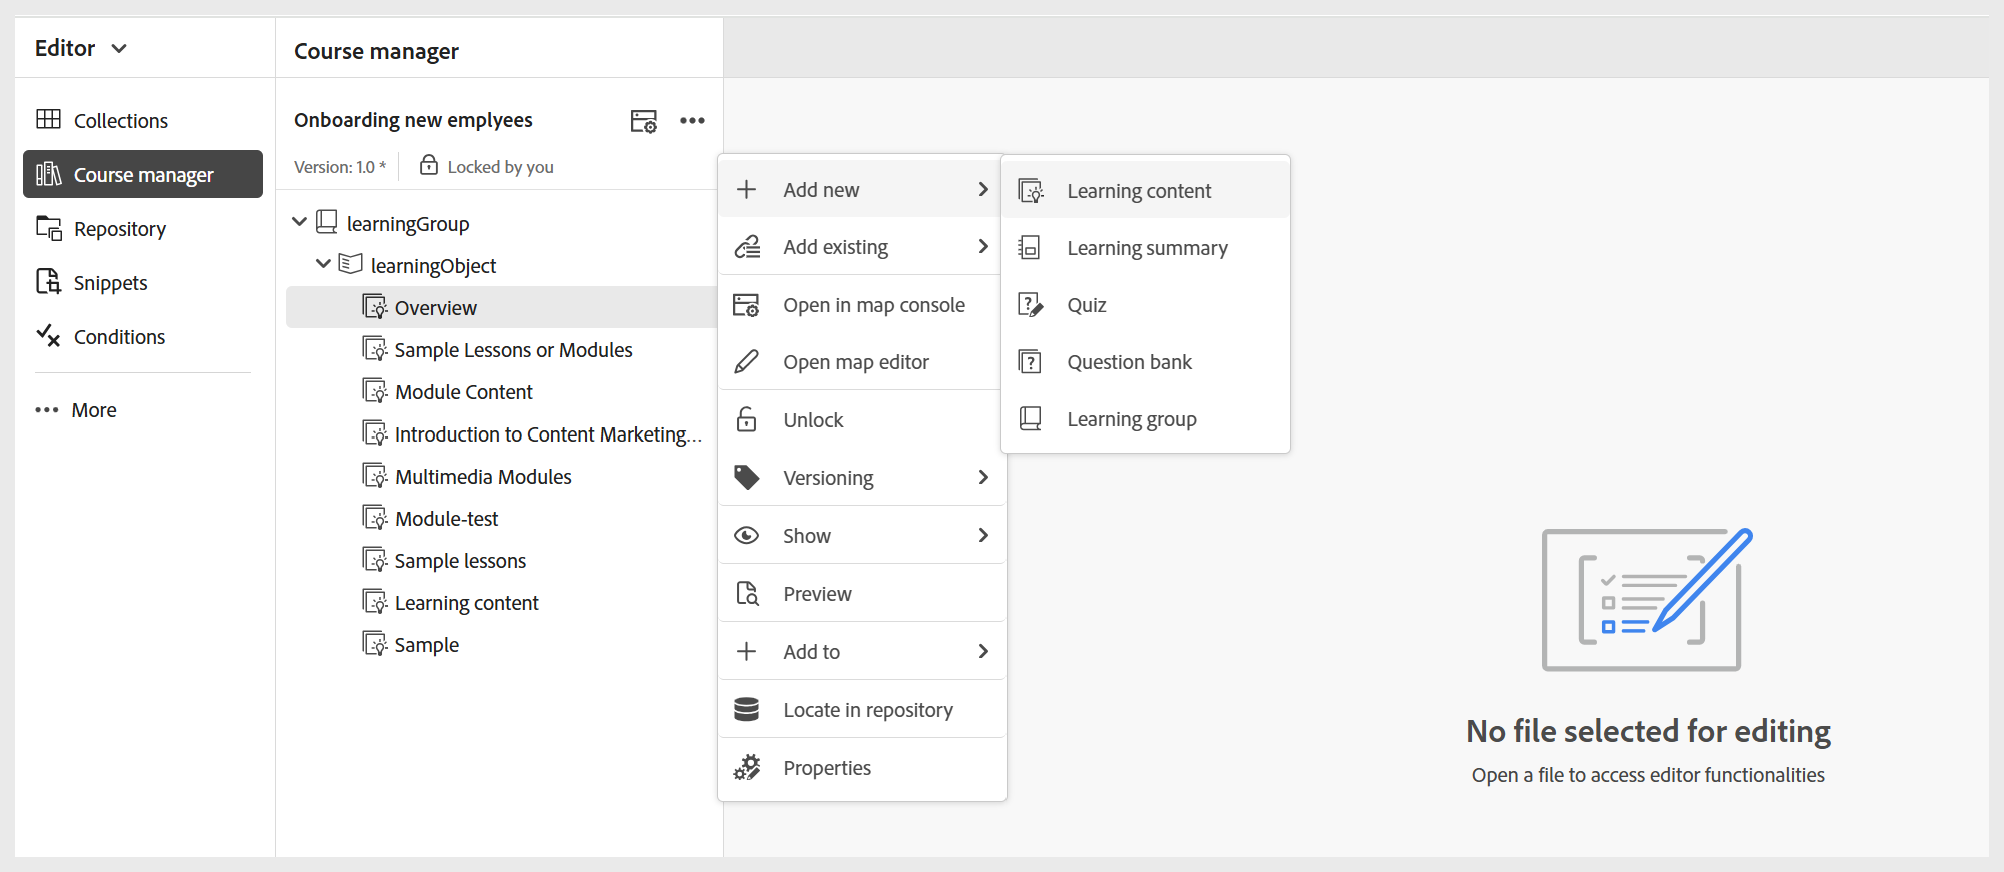 Editor
Collections
Course manager
Repository
Snippets
Conditions
More
Course manager
Onboarding new emplyees
Version: 1.0 *
Locked by you
learningGroup
learningObject
Overview
Sample Lessons or Modules
Module Content
Introduction to Content Marketing...
Multimedia Modules
Module-test
Sample lessons
Learning content
Sample
Add new
Add existing
Open in map console
Open map editor
Unlock
Versioning
Show
Preview
Add to
Locate in repository
Properties
Learning content
Learning summary
Quiz
Question bank
Learning group
No file selected for editing
Open a file to access editor functionalities